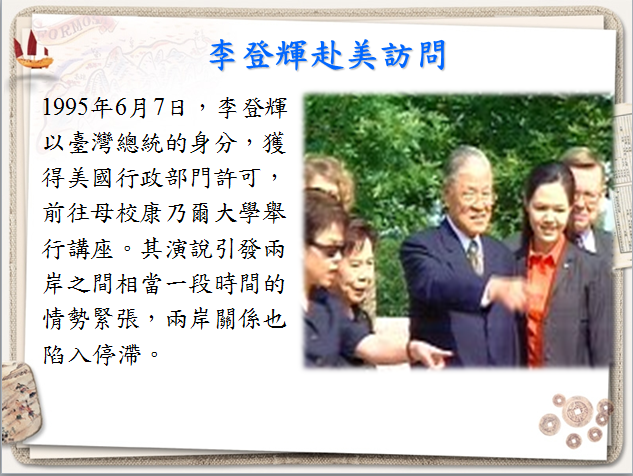 李登輝赴美訪問
1995年6月7日，李登輝
以臺灣總統的身分，獲
得美國行政部門許可，
前往母校康乃爾大學舉
行講座。其演說引發兩
岸之間相當一段時間的
情勢緊張，兩岸關係也
陷入停滯。